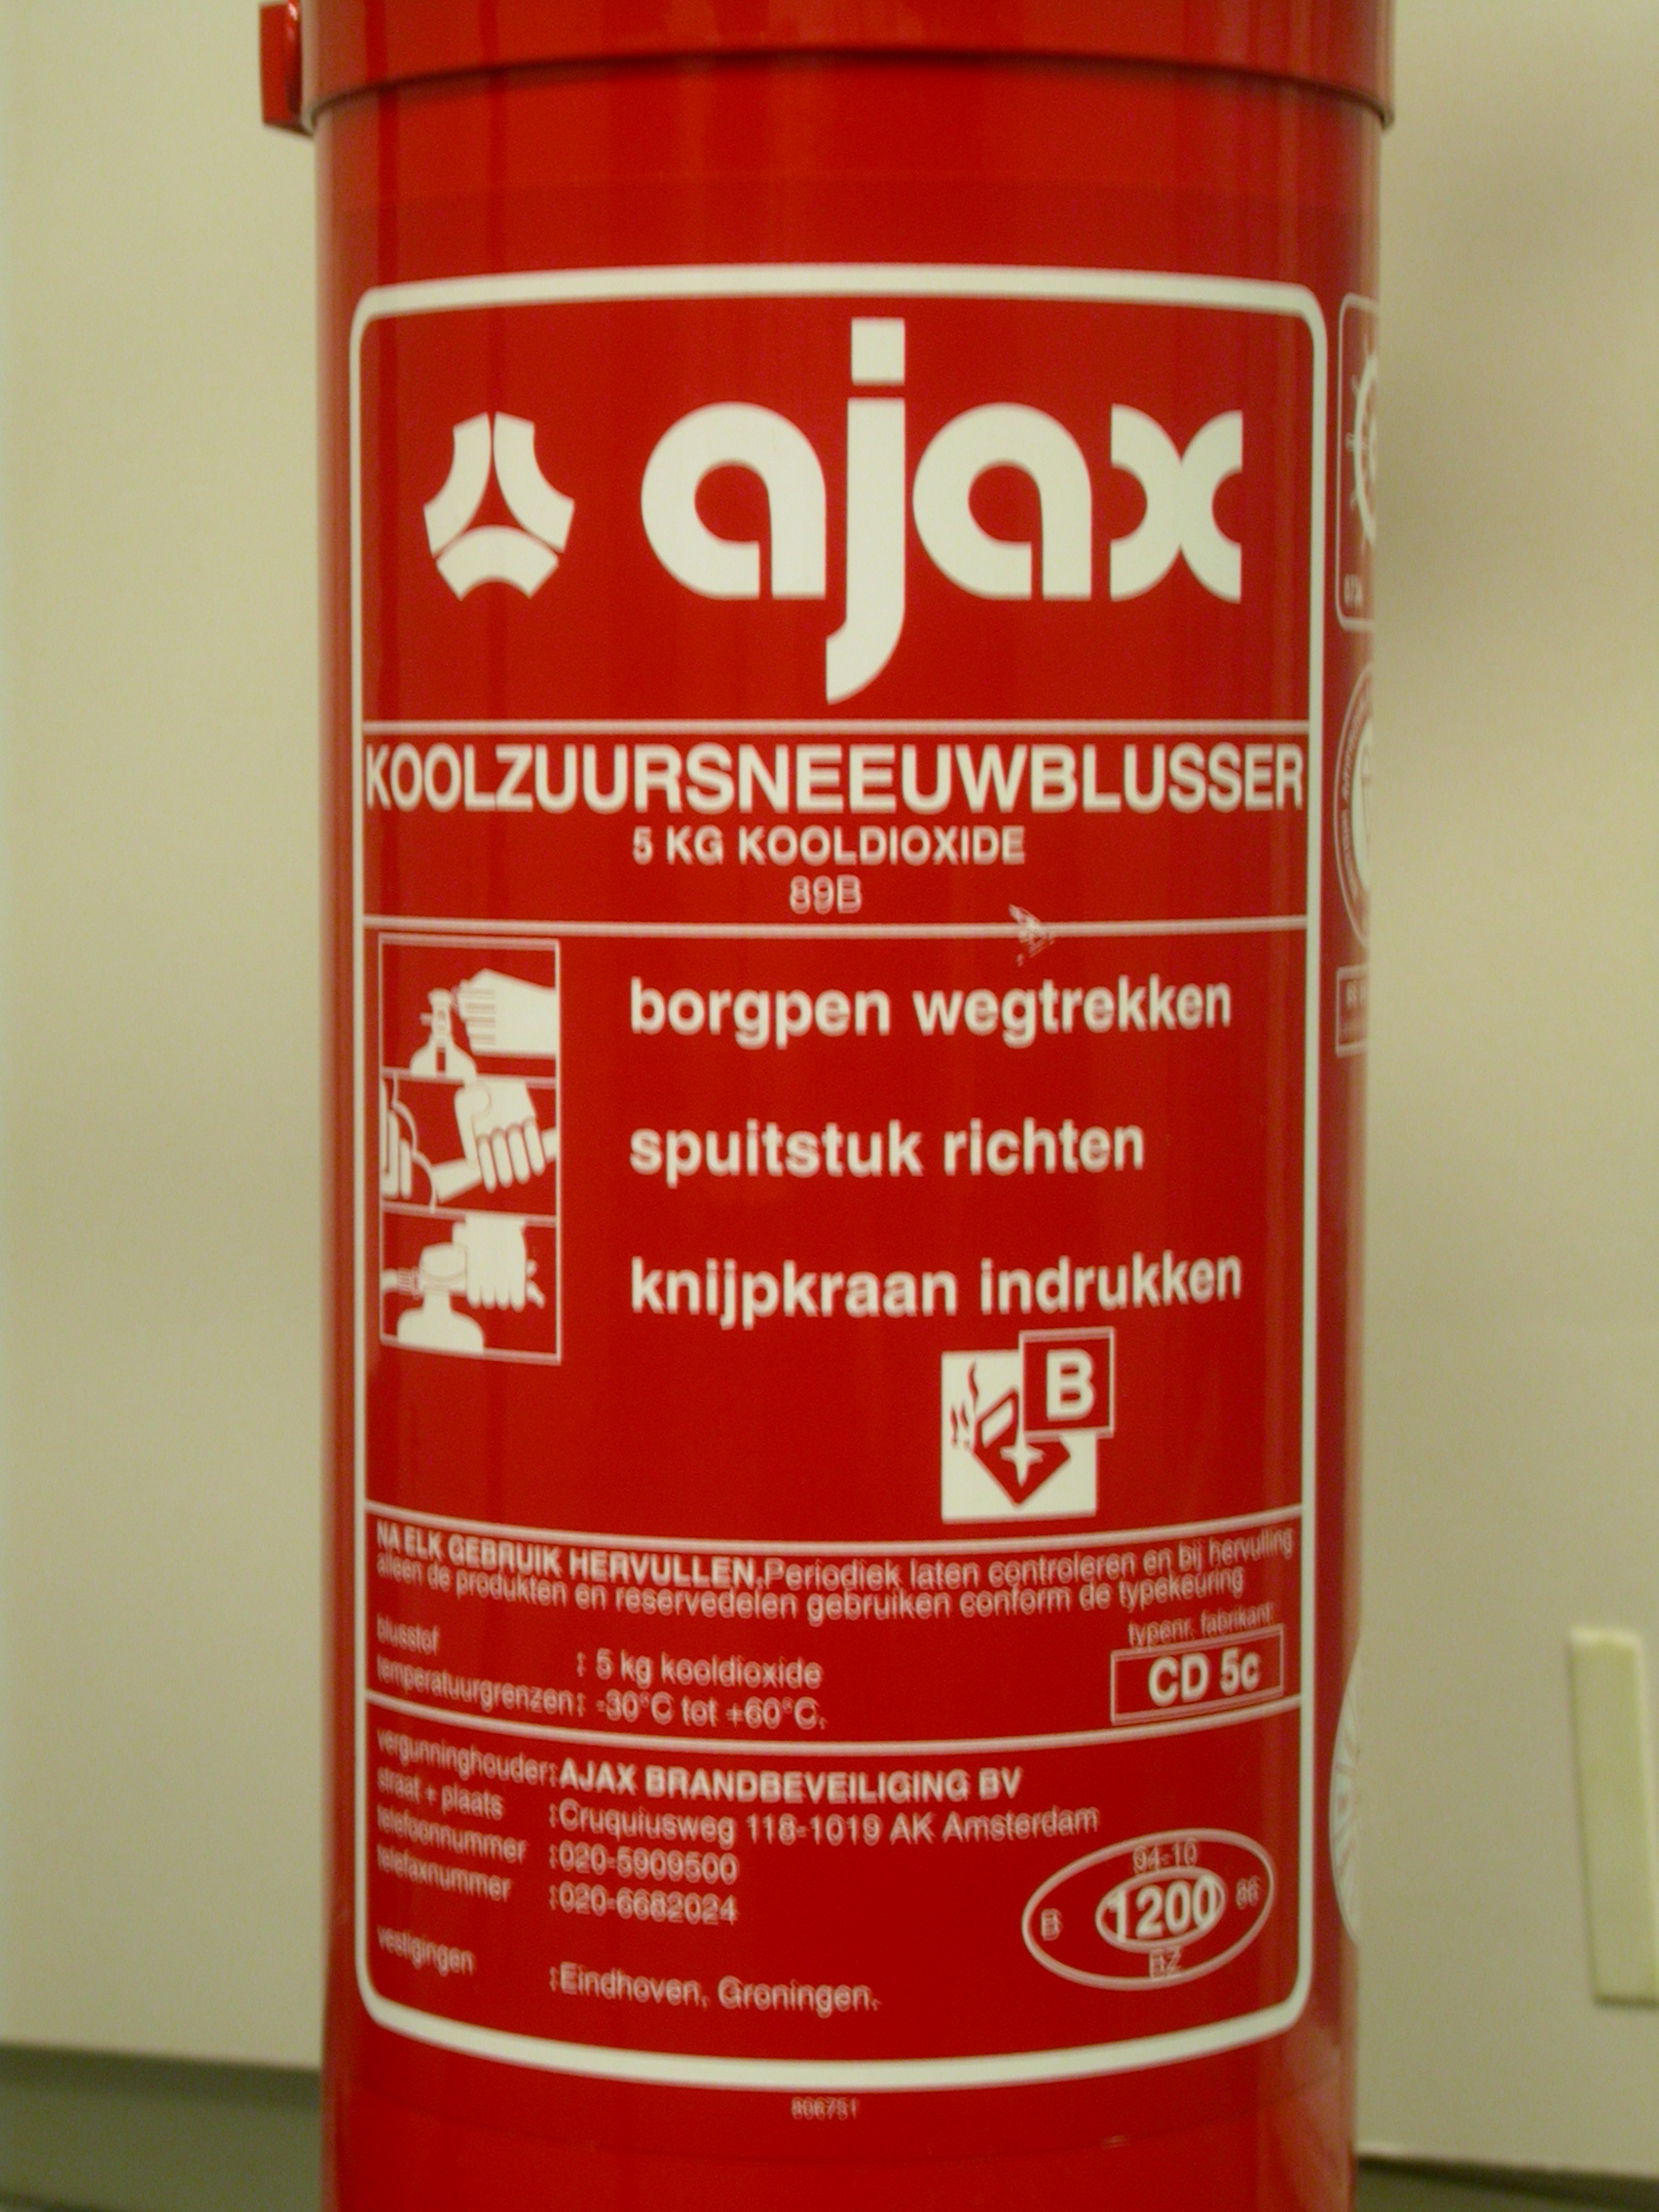 ajax
KOOLZUURSNEEUWBLUSSER
5 KG KOOLDIOXIDE
89B
borgpen wegtrekken
spuitstuk richten
knijpkraan indrukken
B
NA ELK GEBRUIK HERVULLEN.Periodiek laten controleren en bij hervulling
alleen de produkten en reservedelen gebruiken conform de typekeuring
typenr. fabrikant:
blusstof : 5 kg kooldioxide
CD 5c
temperatuurgrenzen: -30°C tot +60°C.
vergunninghouder:AJAX BRANDBEVEILIGING BV
straat + plaats :Cruquiusweg 118-1019 AK Amsterdam
telefoonnummer :020-5909500
telefaxnummer :020-6682024
94-10
B 1200 86
BZ
vestigingen :Eindhoven, Groningen.
806751